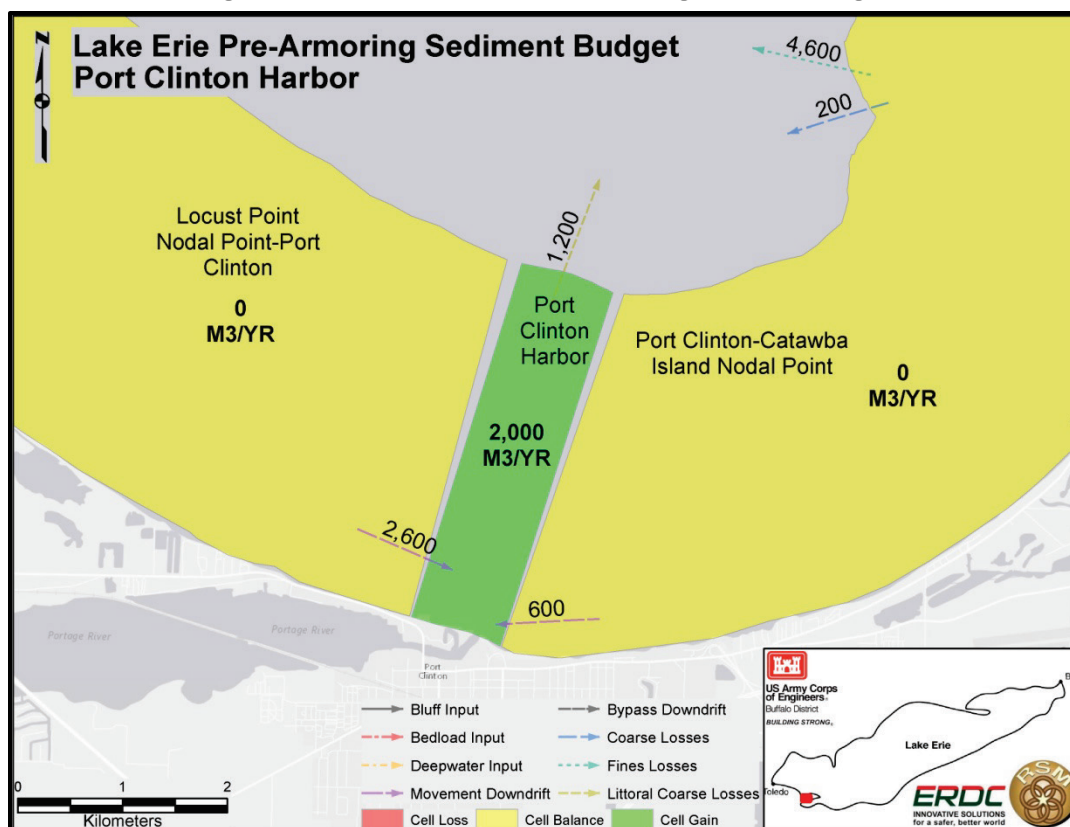 N
Lake Erie Pre-Armoring Sediment Budget
Port Clinton Harbor
4,600
200
1,200
Locust Point
Nodal Point-Port
Clinton
0
M3/YR
Port
Clinton
Harbor
2,000
M3/YR
Port Clinton-Catawba
Island Nodal Point
0
M3/YR
2,600
600
Portage River
Portage River
Port
Clinton
Bluff Input
Bedload Input
Deepwater Input
Movement Downdrift
Bypass Downdrift
Coarse Losses
Fines Losses
Littoral Coarse Losses
Cell Loss
Cell Balance
Cell Gain
0 1 2
Kilometers
US Army Corps
of Engineers®
Buffalo District
BUILDING STRONG®
B
Lake Erie
Toledo
ERDC
INNOVATIVE SOLUTIONS
for a safer, better world
RSM